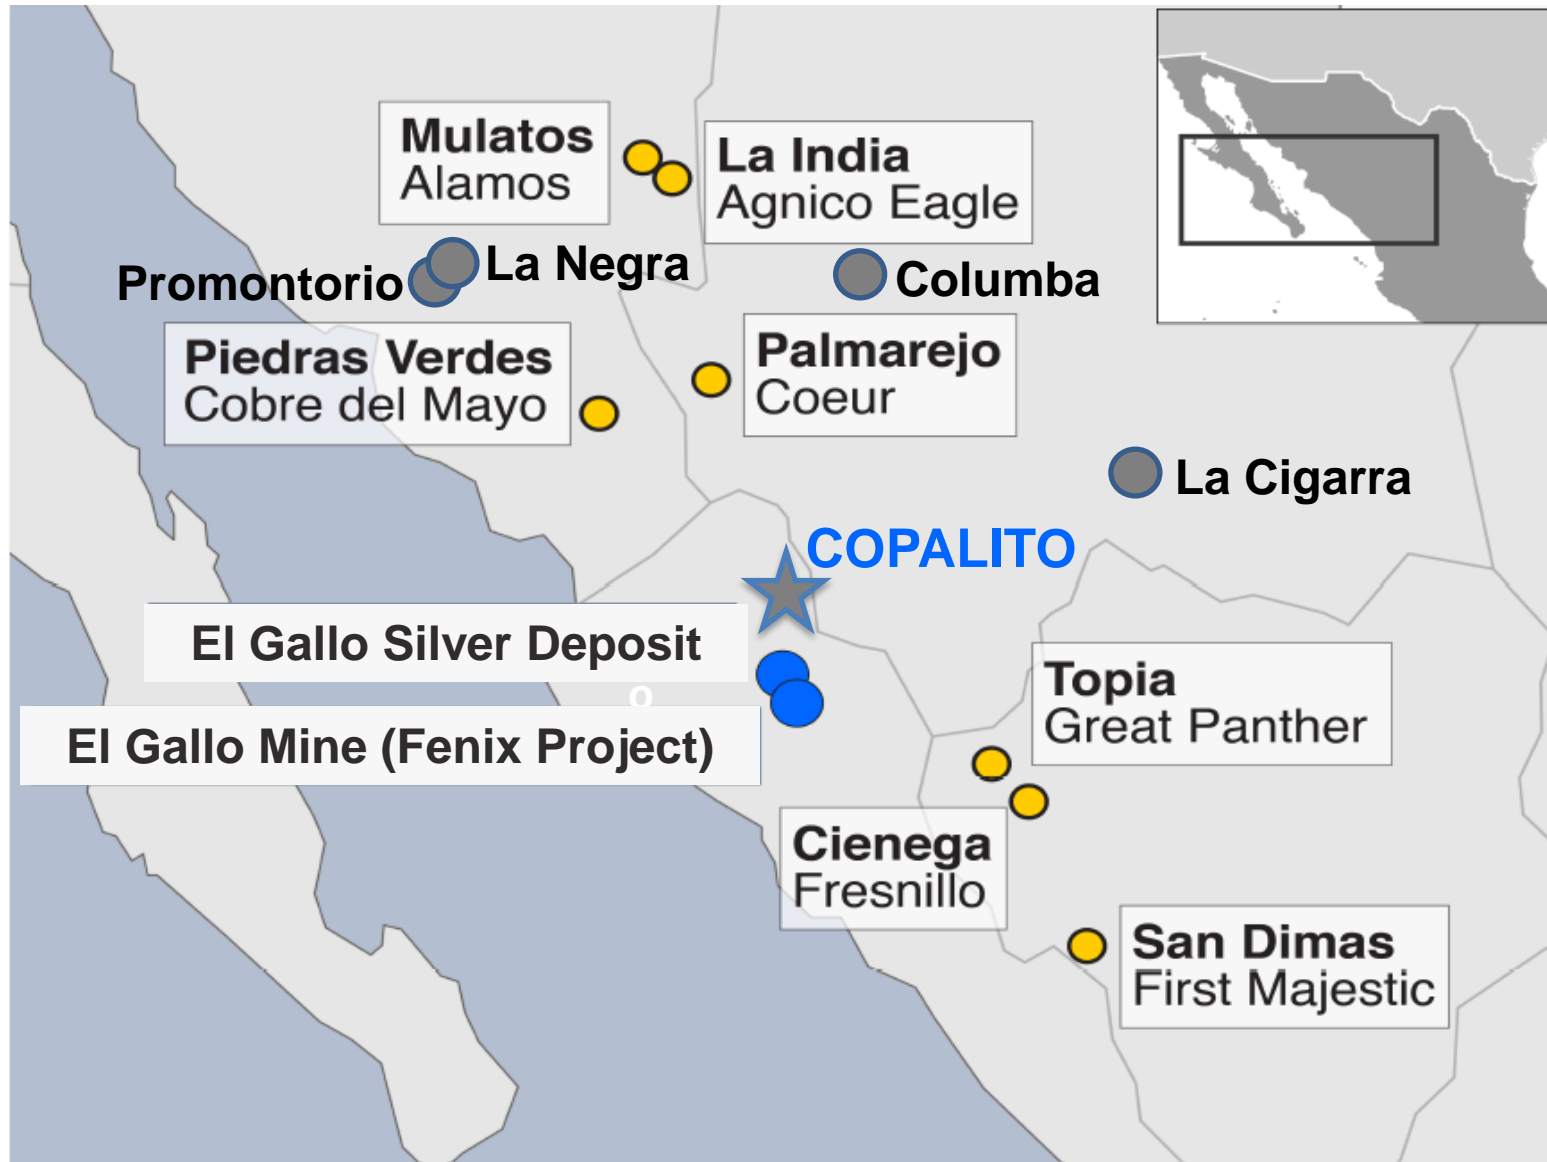 Mulatos
Alamos
La India
Agnico Eagle
La Negra
Promontorio
Columba
Piedras Verdes
Cobre del Mayo
Palmarejo
Coeur
La Cigarra
COPALITO
El Gallo Silver Deposit
o
El Gallo Mine (Fenix Project)
Topia
Great Panther
Cienega
Fresnillo
San Dimas
First Majestic